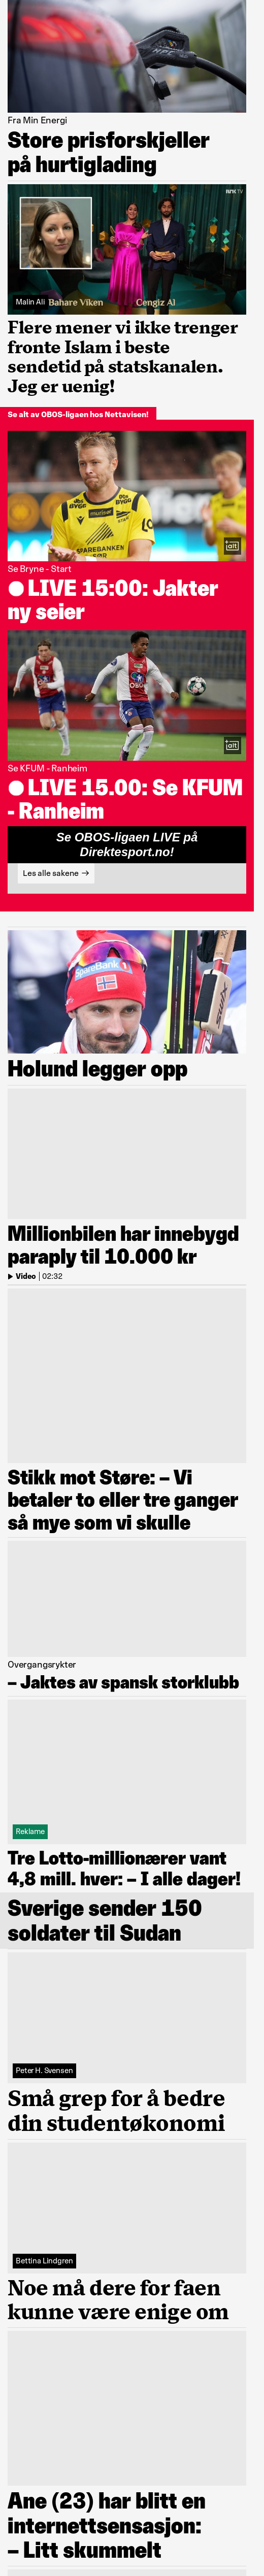 Fra Min Energi
Store prisforskjeller
på hurtiglading
NRK TV
Malin Ali
Bahare Viken
Cengiz Al
Flere mener vi ikke trenger
fronte Islam i beste
sendetid på statskanalen.
Jeg er uenig!
Se alt av OBOS-ligaen hos Nettavisen!
SPAREBANKEN
+alt
Se Bryne - Start
LIVE 15:00: Jakter
ny seier
OBOS
+alt
Se KFUM - Ranheim
LIVE 15.00: Se KFUM
- Ranheim
Se OBOS-ligaen LIVE på
Direktesport.no!
Les alle sakene →
SpareBank
Holund legger opp
Millionbilen har innebygd
paraply til 10.000 kr
Video | 02:32
Stikk mot Støre: – Vi
betaler to eller tre ganger
så mye som vi skulle
Overgangsrykter
– Jaktes av spansk storklubb
Reklame
Tre Lotto-millionærer vant
4,8 mill. hver: – I alle dager!
Sverige sender 150
soldater til Sudan
Peter H. Svensen
Små grep for å bedre
din studentøkonomi
Bettina Lindgren
Noe må dere for faen
kunne være enige om
Ane (23) har blitt en
internettsensasjon:
– Litt skummelt